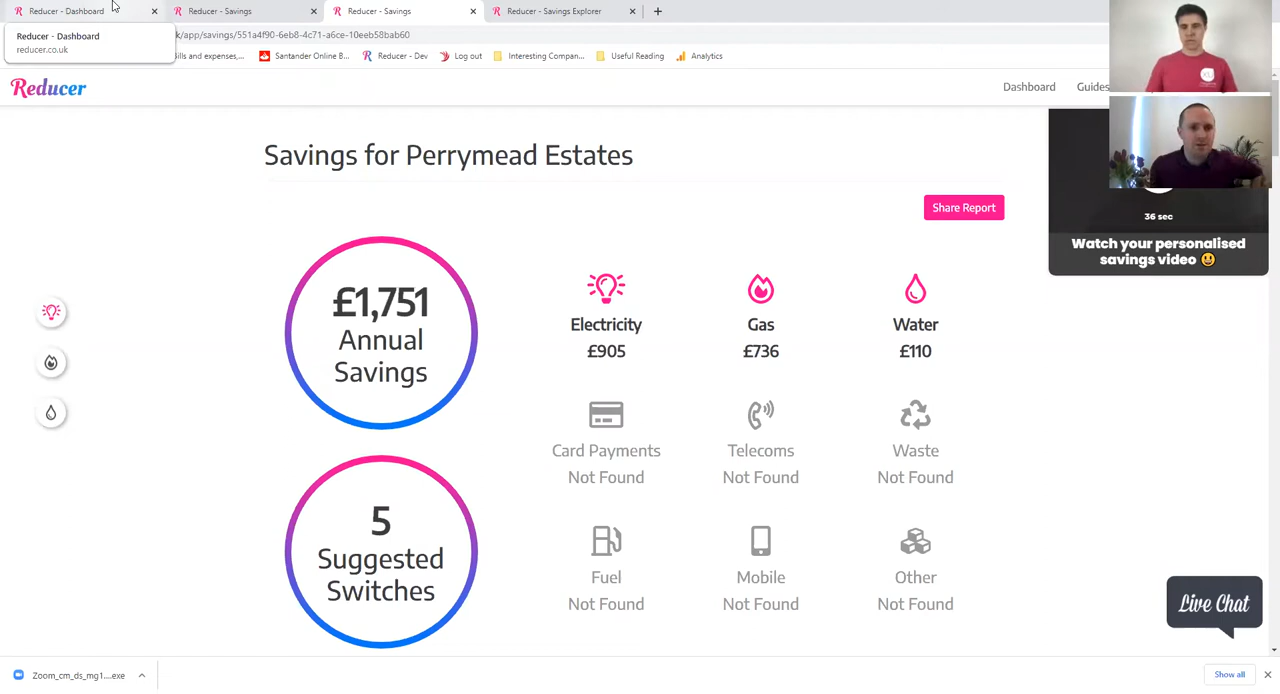 Reducer - Dashboard
Reducer - Savings
Reducer - Savings
Reducer - Savings Explorer
Reducer - Dashboard
reducer.co.uk
k/app/savings/551a4f90-6eb8-4c71-a6ce-10eeb58bab60
Bills and expenses,...
Santander Online B...
Reducer - Dev
Log out
Interesting Compan...
Useful Reading
Analytics
Reducer
Dashboard
Guides
Savings for Perrymead Estates
Share Report
36 sec
Watch your personalised
savings video 😃
£1,751
Annual
Savings
Electricity
£905
Gas
£736
Water
£110
Card Payments
Not Found
Telecoms
Not Found
Waste
Not Found
5
Suggested
Switches
Fuel
Not Found
Mobile
Not Found
Other
Not Found
Live Chat
Zoom_cm_ds_mg1....exe
Show all